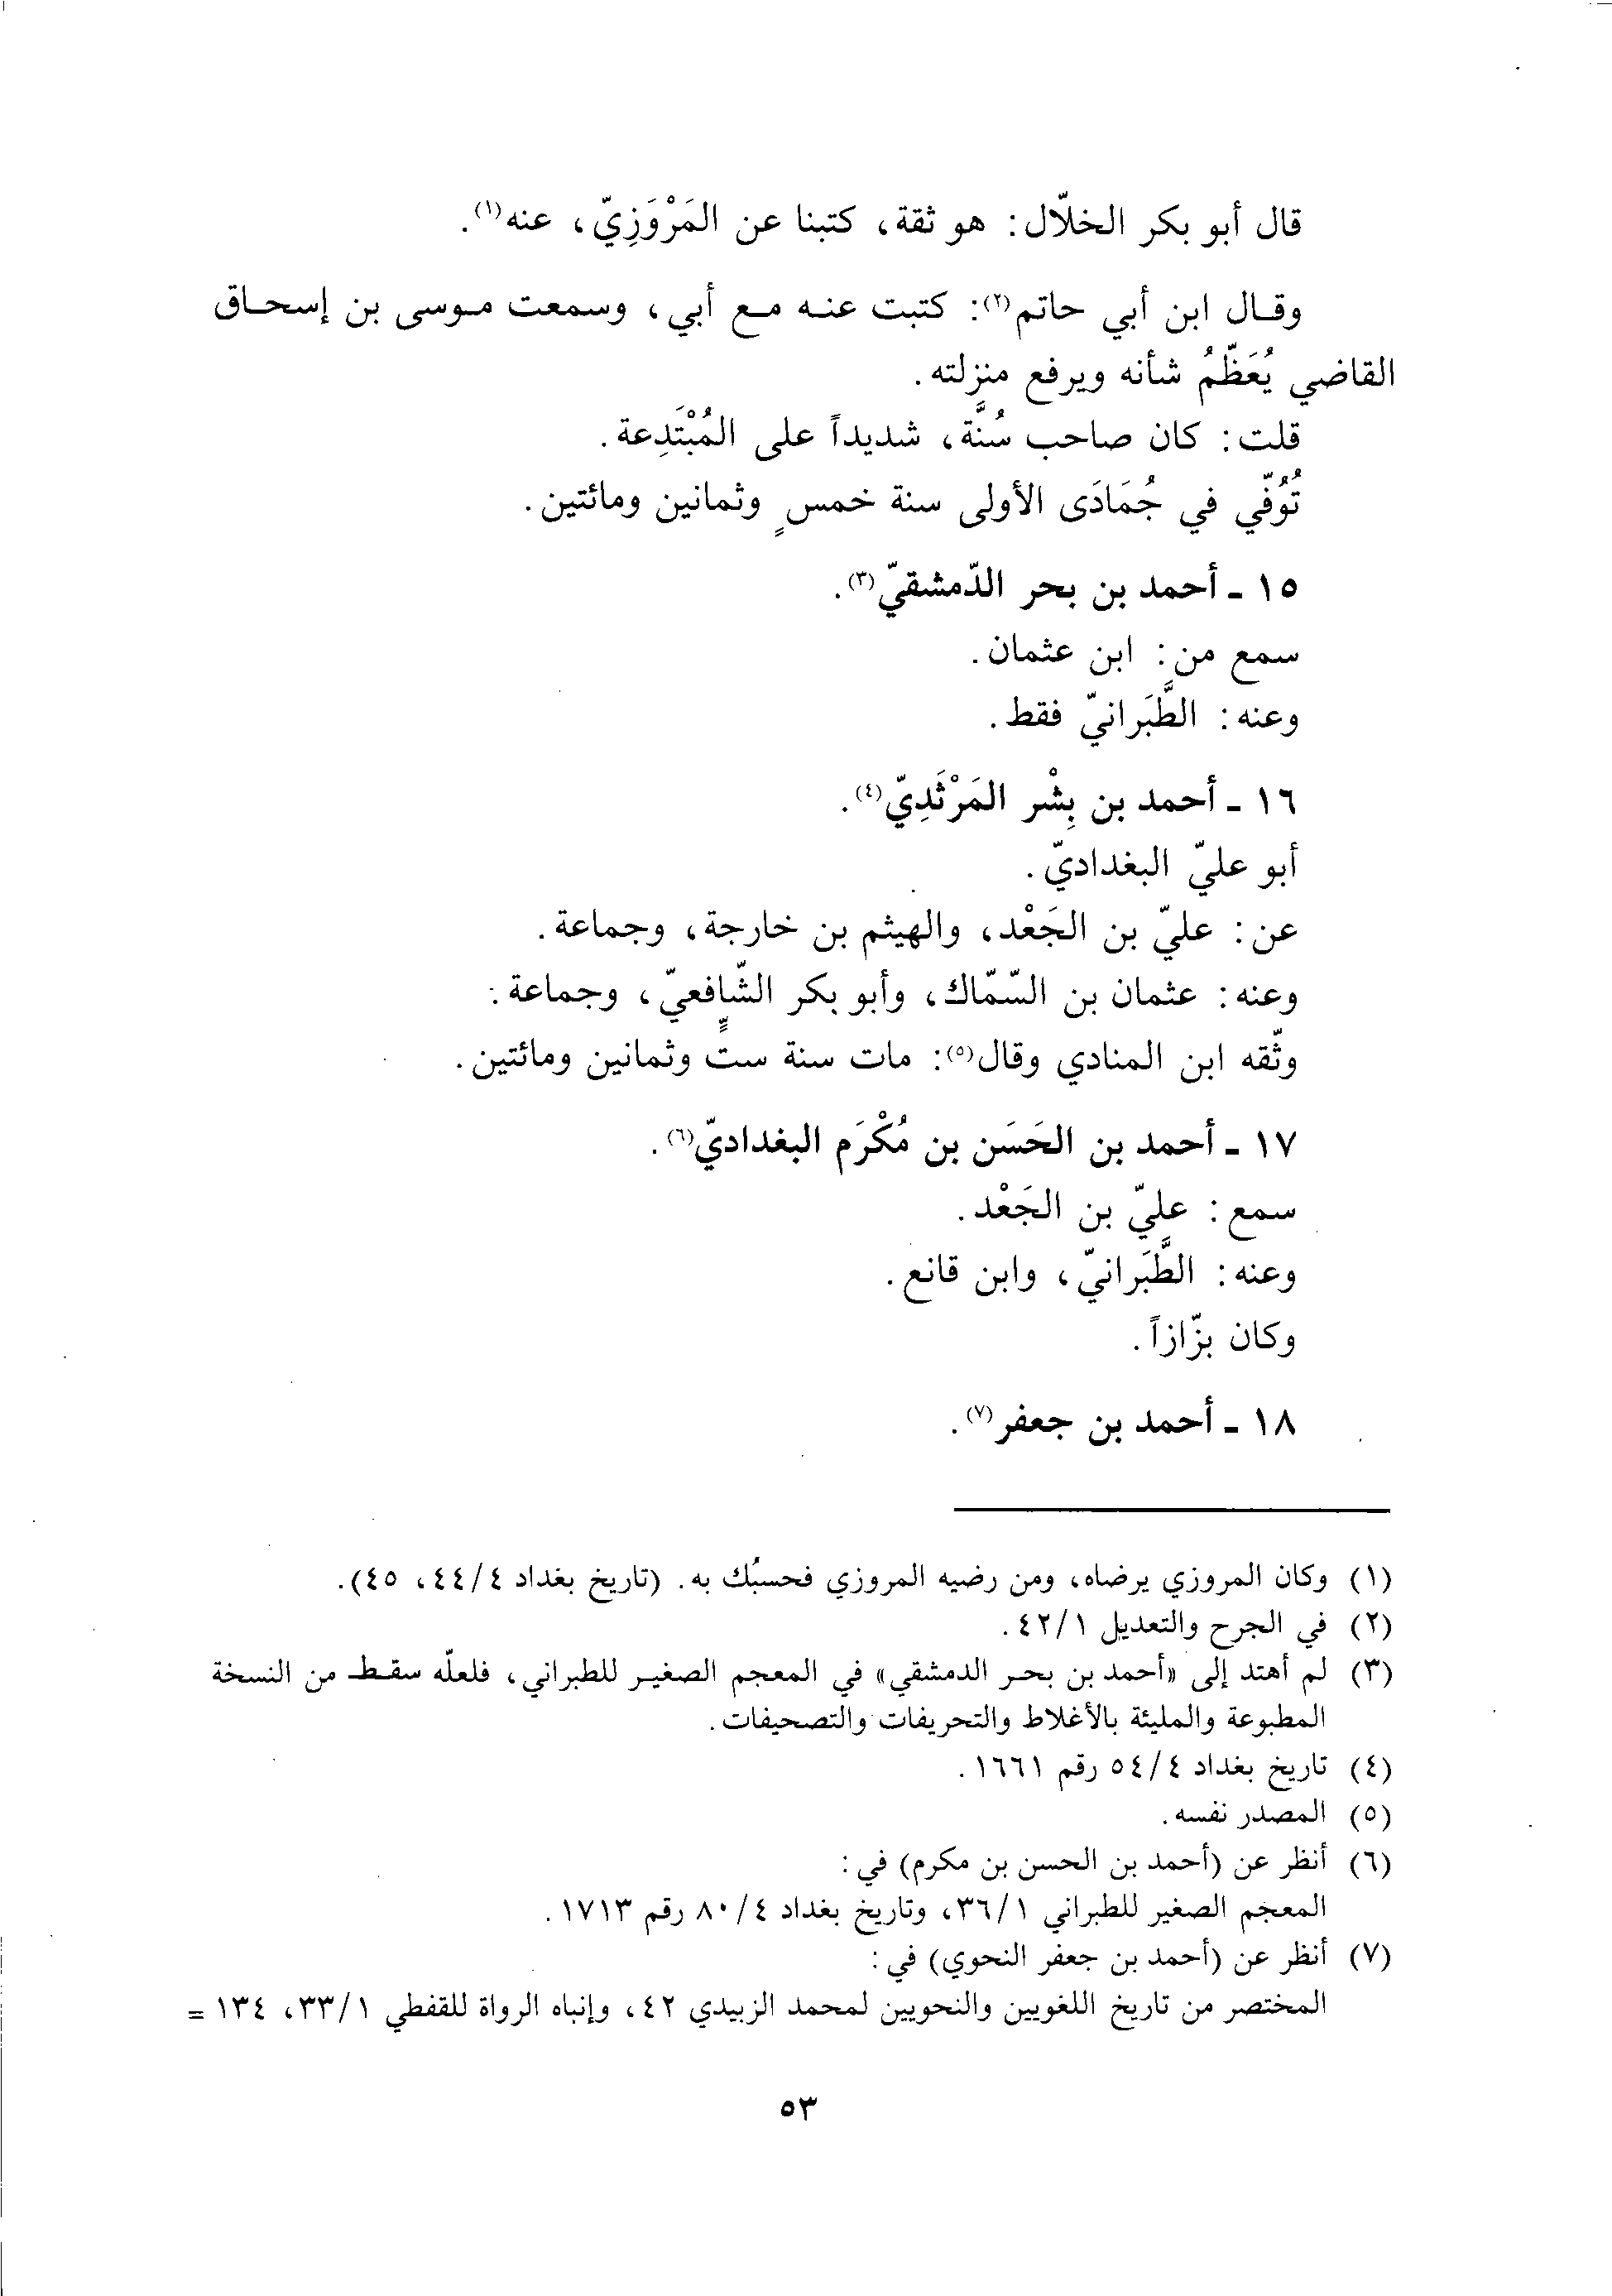 قال أبو بكر الخلاّل: هو ثقة، كتبنا عن المَرْوَزِيّ، عنه(١).
وقال ابن أبي حاتم(٢): كتبت عنه مع أبي، وسمعت موسى بن إسحاق
القاضي يُعَظّمُ شأنه ويرفع منزلته.
قلت: كان صاحب سُنَّة، شديداً على المُبْتَدِعة.
تُوُفّي في جُمَادَى الأولى سنة خمسٍ وثمانين ومائتين.
١٥ ـ أحمد بن بحر الدّمشقيّ(٣).
سمع من: ابن عثمان.
وعنه: الطَّبَرانيّ فقط.
١٦ ـ أحمد بن بِشْر المَرْثَدِيّ(٤).
أبو عليّ البغداديّ.
عن: عليّ بن الجَعْد، والهيثم بن خارجة، وجماعة.
وعنه: عثمان بن السّمّاك، وأبو بكر الشّافعيّ، وجماعة.
وثّقه ابن المنادي وقال(٥): مات سنة ستٍّ وثمانين ومائتين.
١٧ ـ أحمد بن الحَسَن بن مُكْرَم البغداديّ(٦).
سمع: عليّ بن الجَعْد.
وعنه: الطَّبَرانيّ، وابن قانع.
وكان بزّازاً.
١٨ ـ أحمد بن جعفر(٧).
(١) وكان المروزي يرضاه، ومن رضيه المروزي فحسبُك به. (تاريخ بغداد ٤/٤٤، ٤٥).
(٢) في الجرح والتعديل ١/٤٢.
(٣) لم أهتد إلى «أحمد بن بحر الدمشقي» في المعجم الصغير للطبراني، فلعلّه سقط من النسخة
المطبوعة والمليئة بالأغلاط والتحريفات والتصحيفات.
(٤) تاريخ بغداد ٤/٥٤ رقم ١٦٦١.
(٥) المصدر نفسه.
(٦) أنظر عن (أحمد بن الحسن بن مكرم) في:
المعجم الصغير للطبراني ١/٣٦، وتاريخ بغداد ٤/٨٠ رقم ١٧١٣.
(٧) أنظر عن (أحمد بن جعفر النحوي) في:
المختصر من تاريخ اللغويين والنحويين لمحمد الزبيدي ٤٢، وإنباه الرواة للقفطي ١/٣٣، ١٣٤ =
٥٣